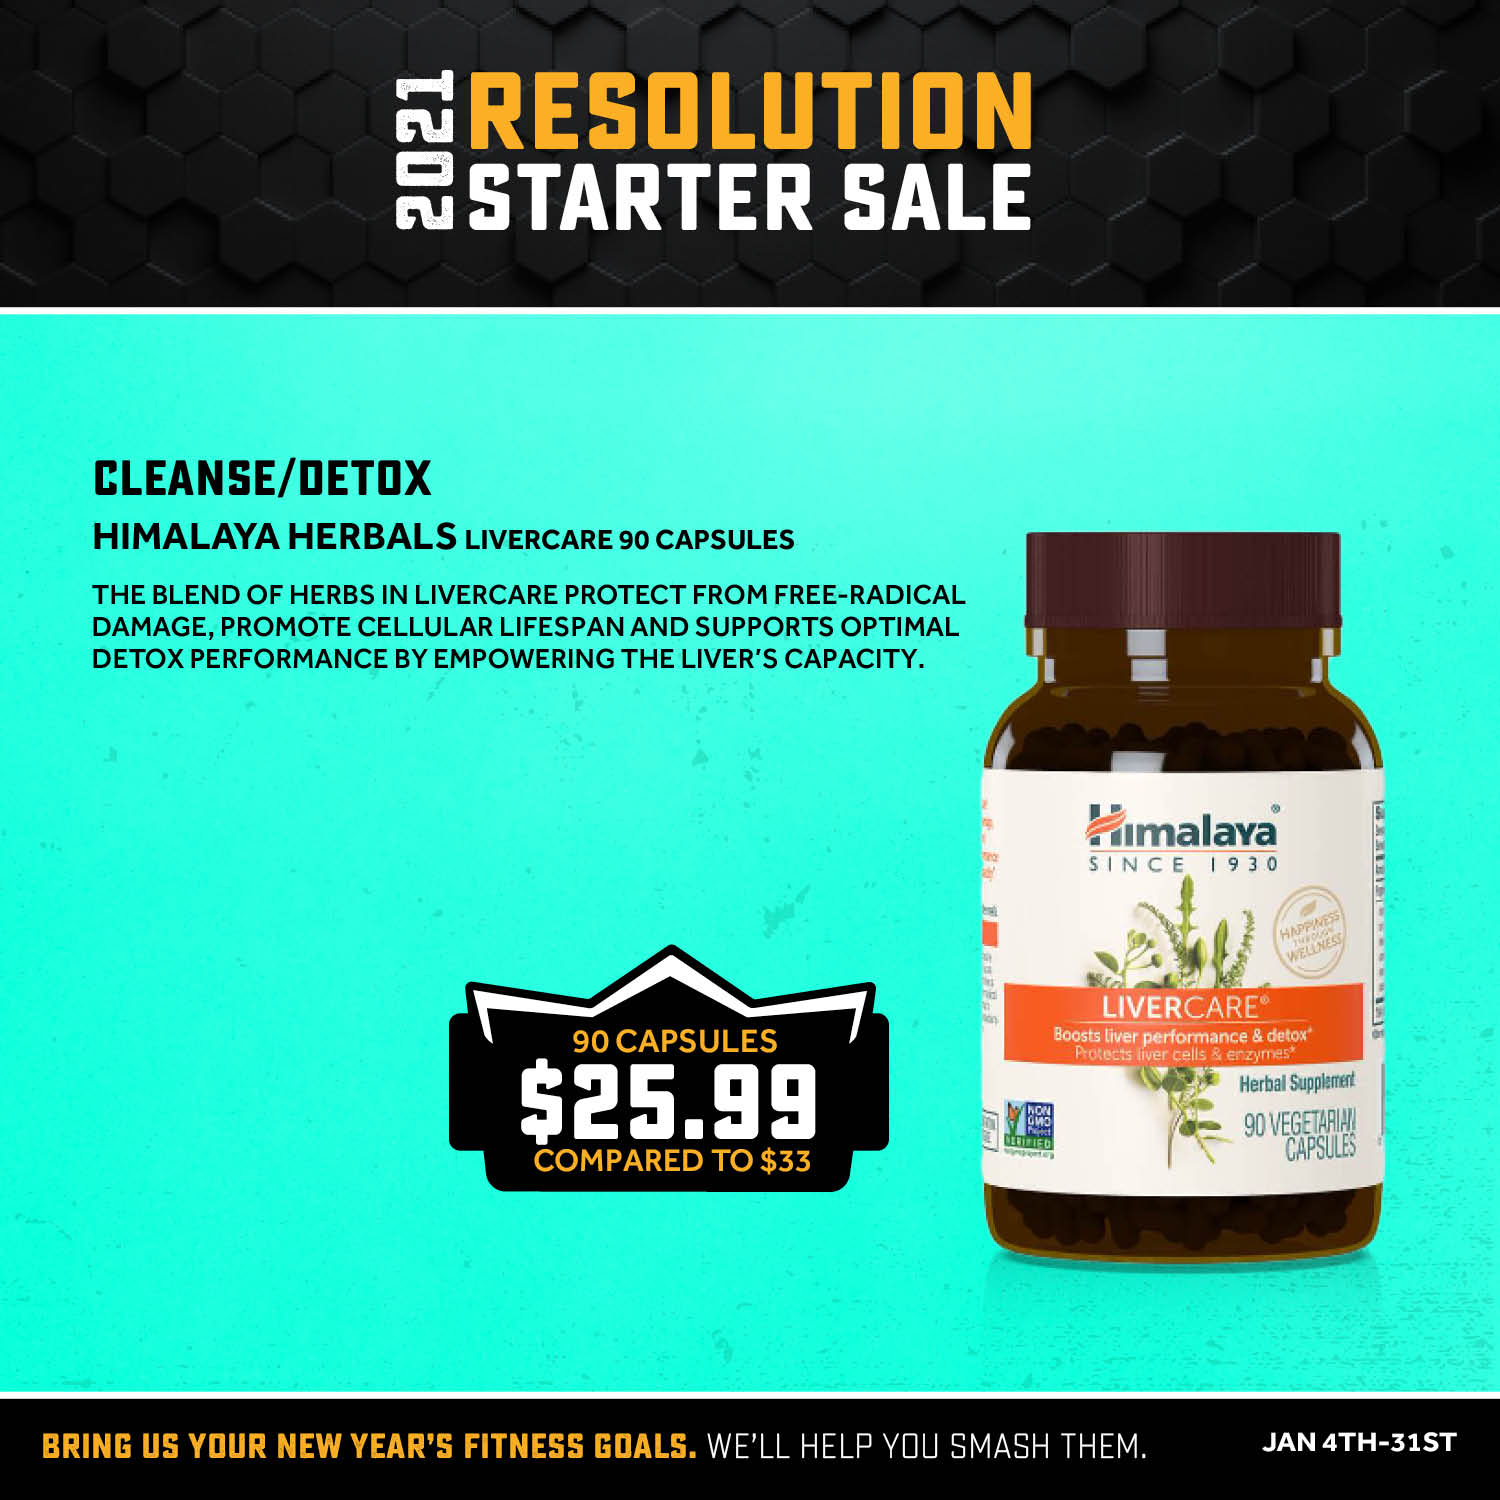 2021
RESOLUTION
STARTER SALE
CLEANSE/DETOX
HIMALAYA HERBALS LIVERCARE 90 CAPSULES
THE BLEND OF HERBS IN LIVERCARE PROTECT FROM FREE-RADICAL
DAMAGE, PROMOTE CELLULAR LIFESPAN AND SUPPORTS OPTIMAL
DETOX PERFORMANCE BY EMPOWERING THE LIVER'S CAPACITY.
90 CAPSULES
$25.99
COMPARED TO $33
Himalaya®
SINCE 1930
HAPPINESS
THROUGH
WELLNESS
LIVERCARE®
Boosts liver performance & detox*
Protects liver cells & enzymes*
Herbal Supplement
90 VEGETARIAN
CAPSULES
NON
GMO
Project
VERIFIED
BRING US YOUR NEW YEAR'S FITNESS GOALS. WE'LL HELP YOU SMASH THEM.
JAN 4TH-31ST